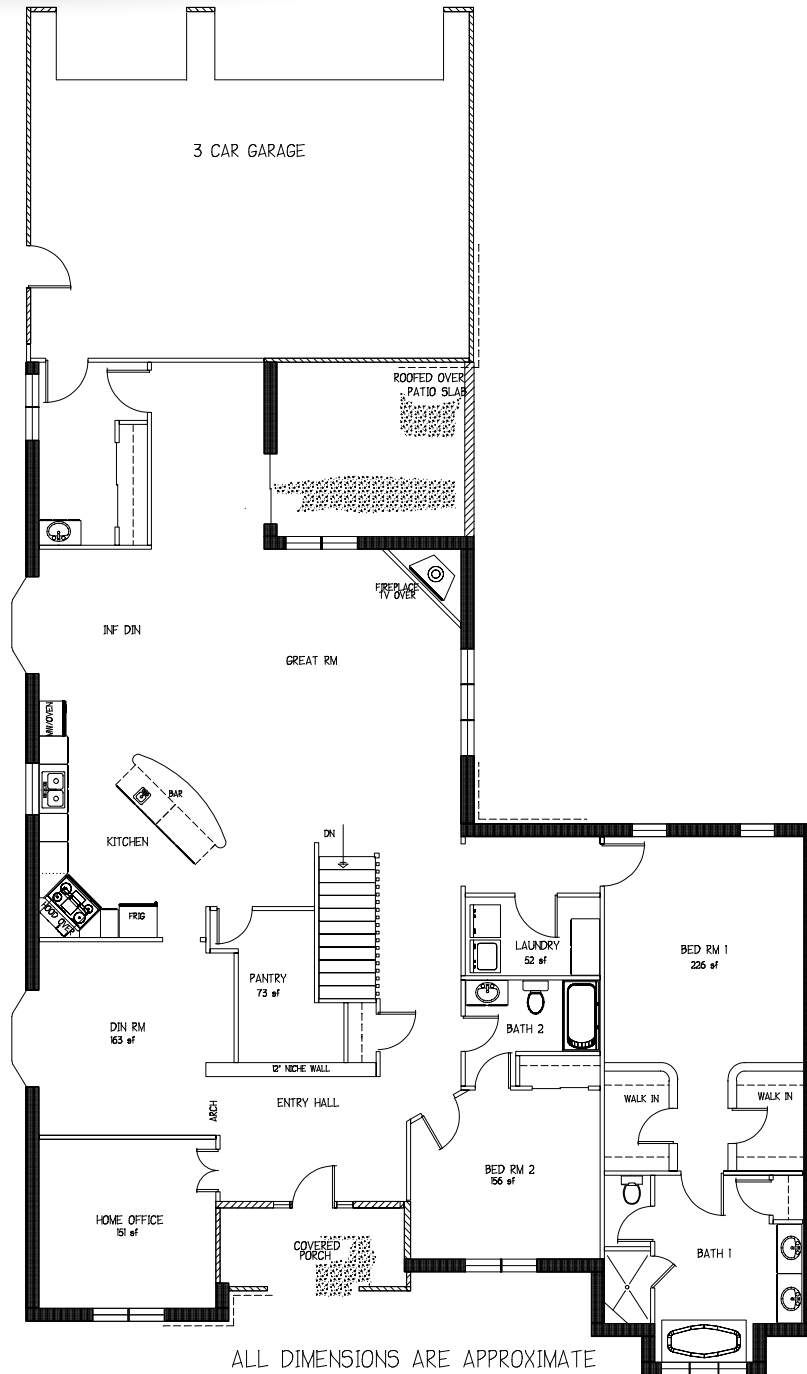 3 CAR GARAGE
ROOFED OVER
PATIO SLAB
FIREPLACE
TV OVER
INF DIN
GREAT RM
MW/OVEN
BAR
KITCHEN
DN
HOOD OVER
FRIG
LAUNDRY
52 sf
BED RM 1
226 sf
PANTRY
73 sf
DIN RM
163 sf
BATH 2
12" NICHE WALL
WALK IN
WALK IN
ARCH
ENTRY HALL
BED RM 2
156 sf
HOME OFFICE
151 sf
COVERED
PORCH
BATH 1
ALL DIMENSIONS ARE APPROXIMATE